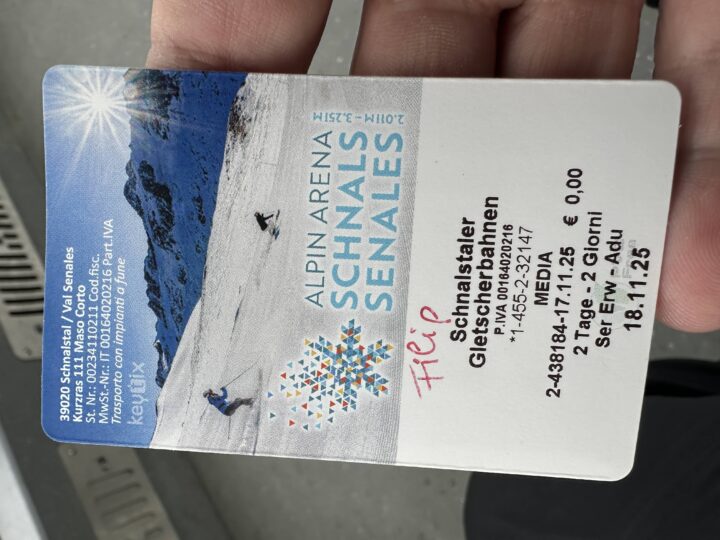 39020 Schnalstal / Val Senales
Kurzras 111 Maso Corto
St. Nr.: 00234110211 Cod.fisc.
MwSt.-Nr.: IT 00164020216 Part.IVA
Trasporto con impianti a fune
keytix
ALPIN ARENA
SCHNALS
SENALES
2.011M - 3.251M
Filip
Schnalstaler
Gletscherbahnen
P.IVA 00164020216
*1-455-2-32147
MEDIA
2-438184-17.11.25 € 0,00
2 Tage - 2 Giorni
Ser Erw - Adu
18.11.25